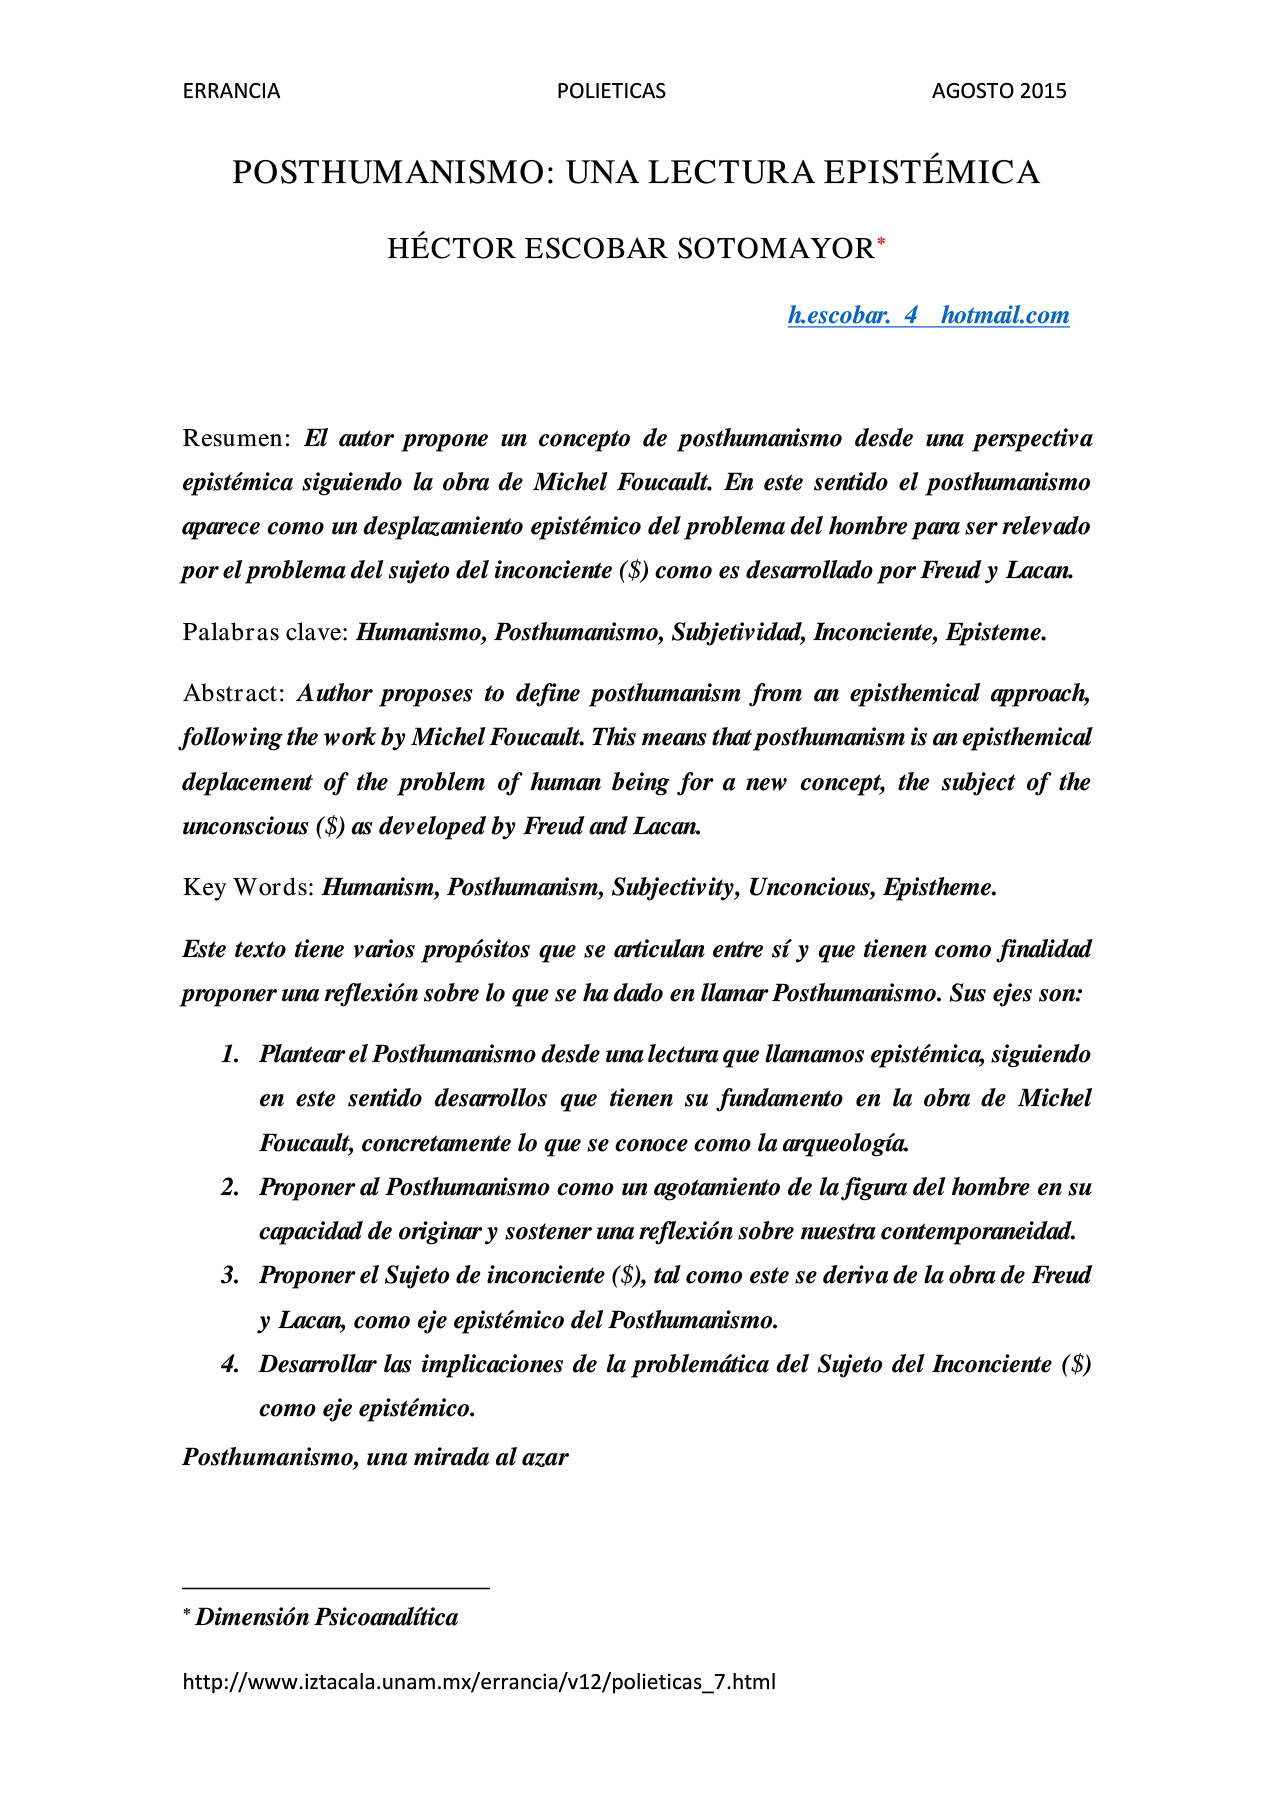 ERRANCIA POLIETICAS AGOSTO 2015
POSTHUMANISMO: UNA LECTURA EPISTÉMICA
HÉCTOR ESCOBAR SOTOMAYOR*
h.escobar. 4 hotmail.com
Resumen: El autor propone un concepto de posthumanismo desde una perspectiva
epistémica siguiendo la obra de Michel Foucault. En este sentido el posthumanismo
aparece como un desplazamiento epistémico del problema del hombre para ser relevado
por el problema del sujeto del inconciente ($) como es desarrollado por Freud y Lacan.
Palabras clave: Humanismo, Posthumanismo, Subjetividad, Inconciente, Episteme.
Abstract: Author proposes to define posthumanism from an episthemical approach,
following the work by Michel Foucault. This means that posthumanism is an episthemical
deplacement of the problem of human being for a new concept, the subject of the
unconscious ($) as developed by Freud and Lacan.
Key Words: Humanism, Posthumanism, Subjectivity, Unconcious, Epistheme.
Este texto tiene varios propósitos que se articulan entre sí y que tienen como finalidad
proponer una reflexión sobre lo que se ha dado en llamar Posthumanismo. Sus ejes son:
1. Plantear el Posthumanismo desde una lectura que llamamos epistémica, siguiendo
en este sentido desarrollos que tienen su fundamento en la obra de Michel
Foucault, concretamente lo que se conoce como la arqueología.
2. Proponer al Posthumanismo como un agotamiento de la figura del hombre en su
capacidad de originar y sostener una reflexión sobre nuestra contemporaneidad.
3. Proponer el Sujeto de inconciente ($), tal como este se deriva de la obra de Freud
y Lacan, como eje epistémico del Posthumanismo.
4. Desarrollar las implicaciones de la problemática del Sujeto del Inconciente ($)
como eje epistémico.
Posthumanismo, una mirada al azar
* Dimensión Psicoanalítica
http://www.iztacala.unam.mx/errancia/v12/polieticas_7.html